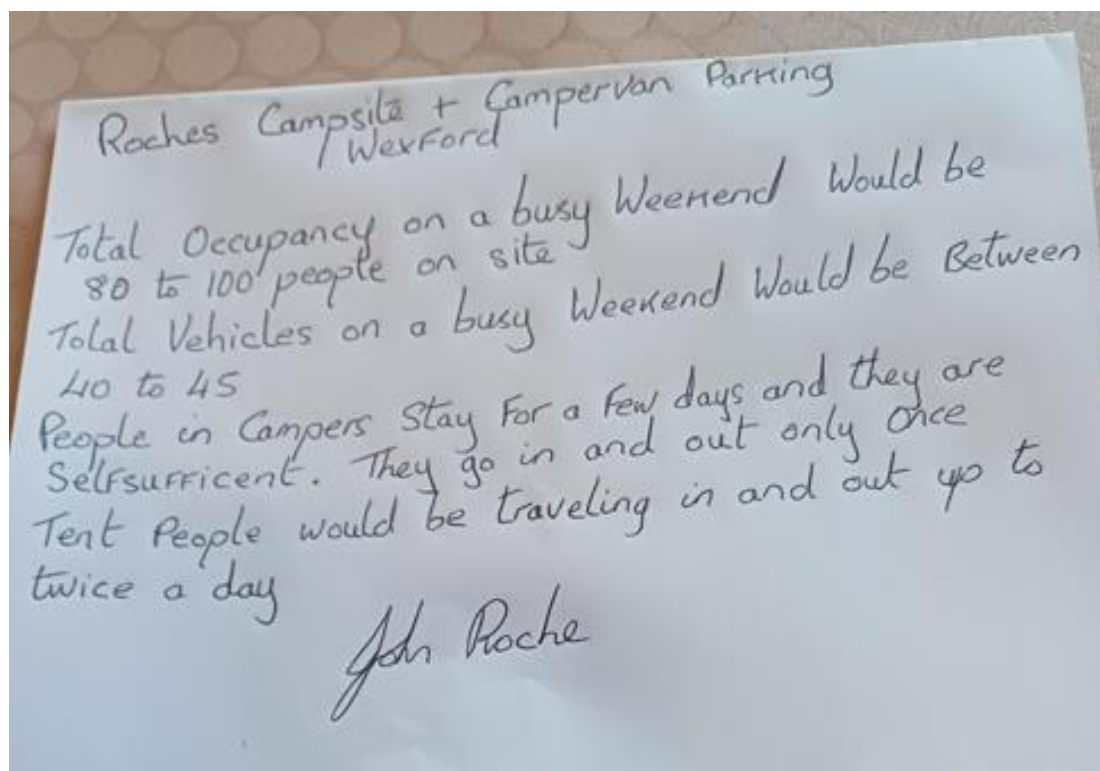 Roches Campsite + Campervan Parking
Wexford
Total Occupancy on a busy Weekend Would be
80 to 100 people on site
Total Vehicles on a busy Weekend Would be Between
40 to 45
People in Campers Stay For a Few days and they are
Selfsufficent. They go in and out only once
Tent People would be traveling in and out up to
twice a day
John Roche